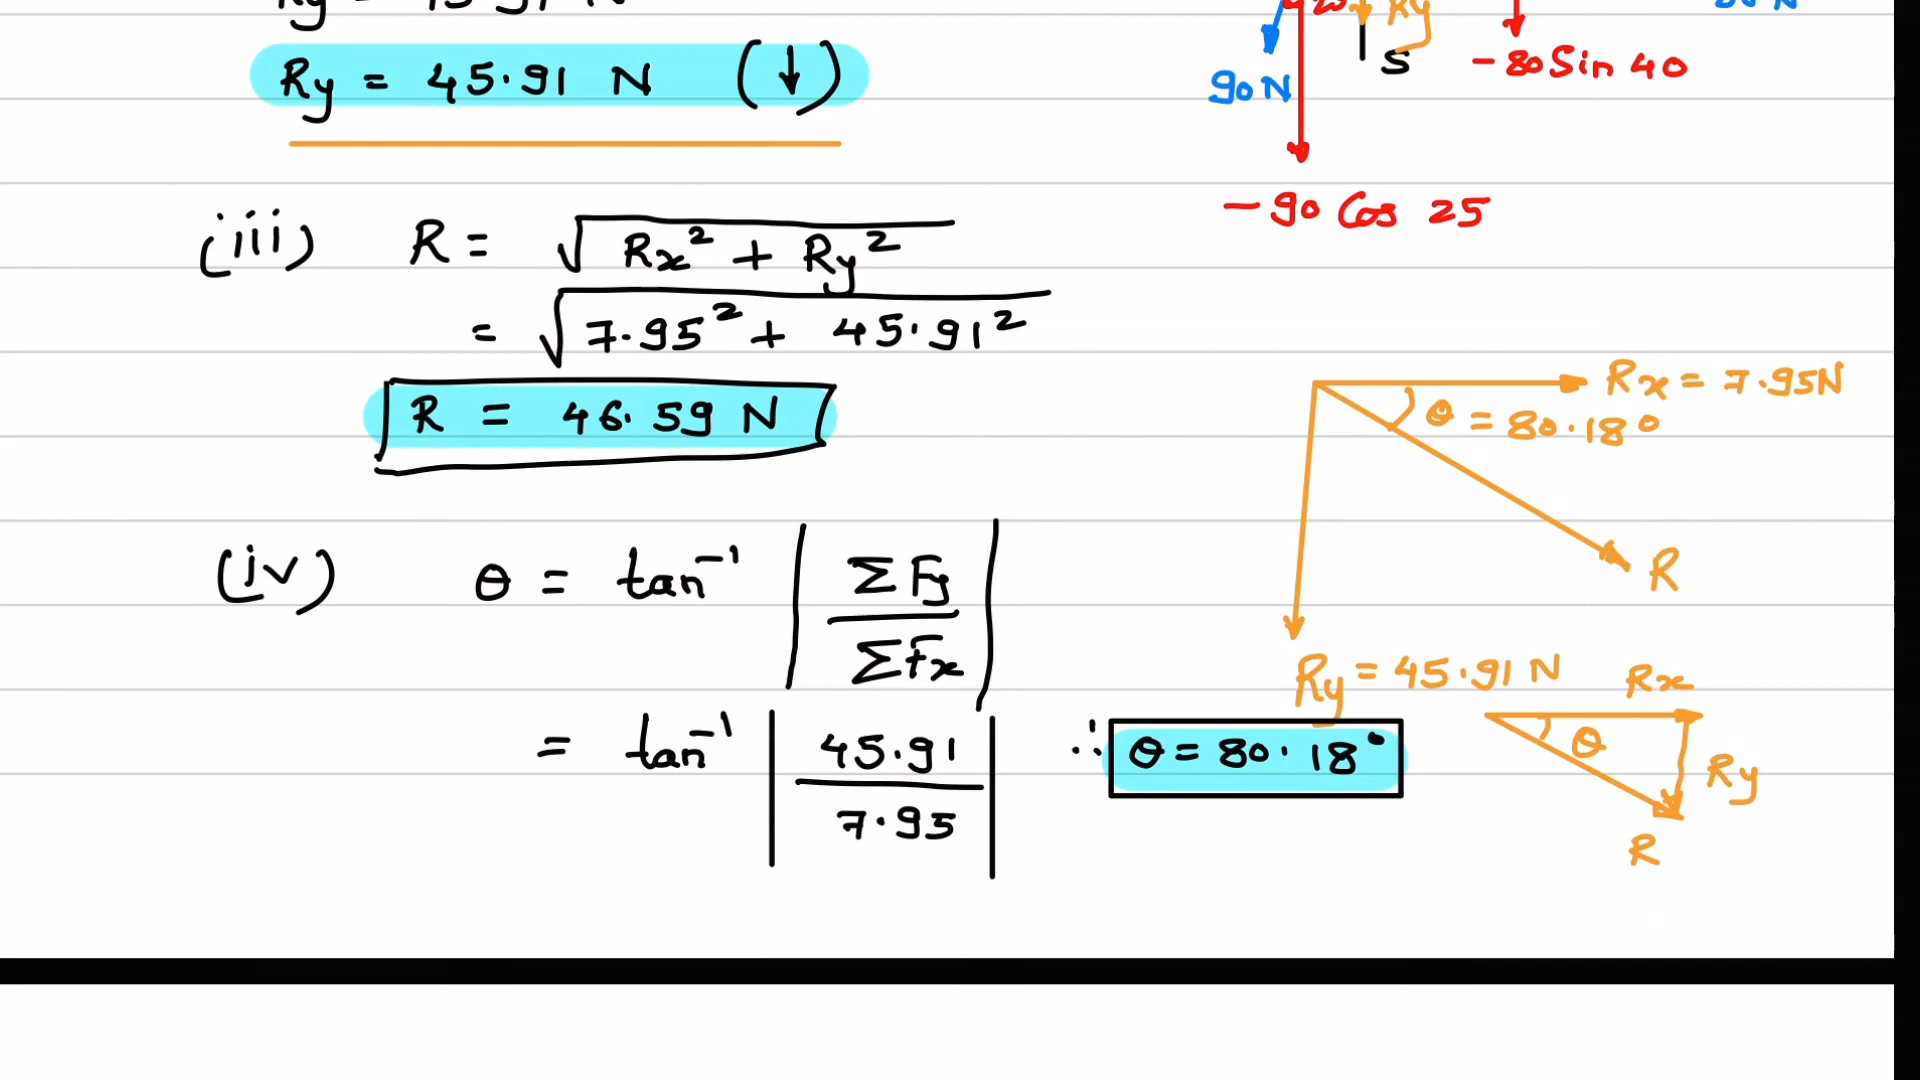 Ry = 45.91 N (↓)
Ry
S
90N
-80 Sin 40
-90 Cos 25
(iii) R = √(Rx² + Ry²)
= √(7.95² + 45.91²)
R = 46.59 N
Rx = 7.95N
θ = 80.18°
R
Ry = 45.91 N
(iv) θ = tan⁻¹ | ΣFy / ΣFx |
= tan⁻¹ | 45.91 / 7.95 | ∴ θ = 80.18°
Rx
θ
Ry
R